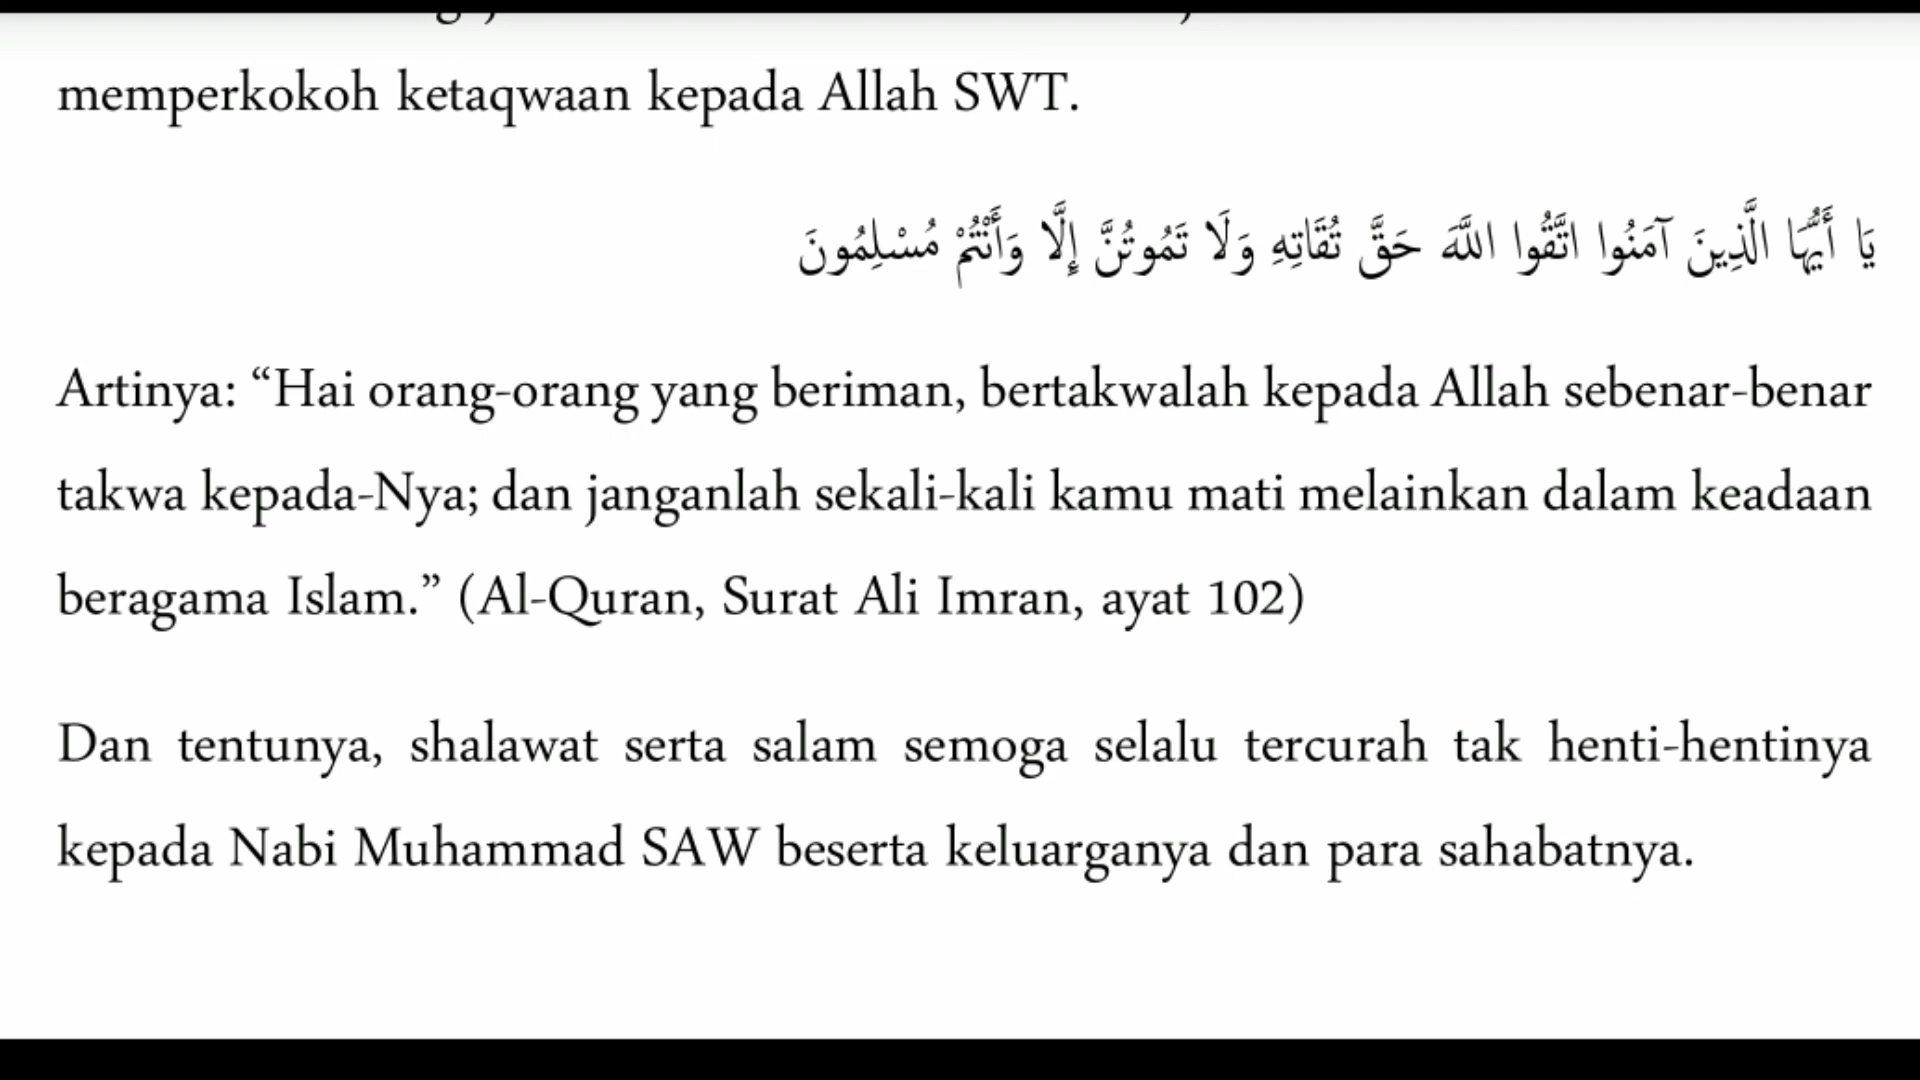 memperkokoh ketaqwaan kepada Allah SWT.
يَا أَيُّهَا الَّذِينَ آمَنُوا اتَّقُوا اللَّهَ حَقَّ تُقَاتِهِ وَلَا تَمُوتُنَّ إِلَّا وَأَنْتُمْ مُسْلِمُونَ
Artinya: “Hai orang-orang yang beriman, bertakwalah kepada Allah sebenar-benar
takwa kepada-Nya; dan janganlah sekali-kali kamu mati melainkan dalam keadaan
beragama Islam.” (Al-Quran, Surat Ali Imran, ayat 102)
Dan tentunya, shalawat serta salam semoga selalu tercurah tak henti-hentinya
kepada Nabi Muhammad SAW beserta keluarganya dan para sahabatnya.